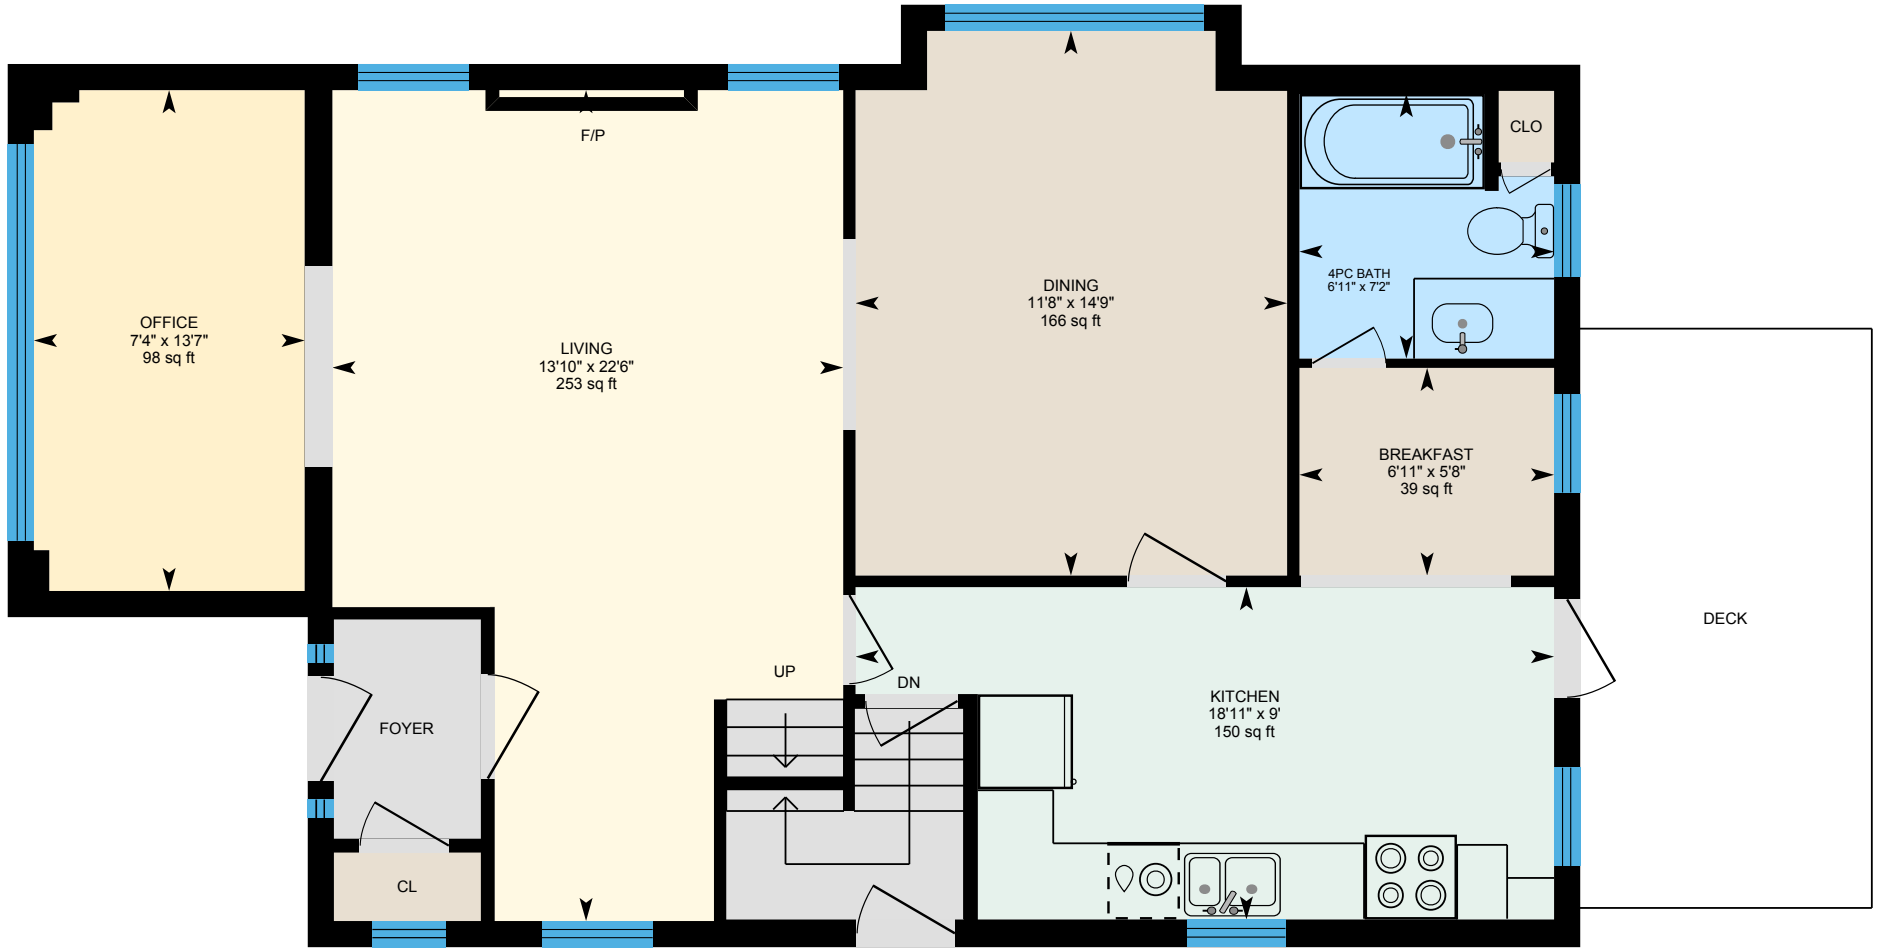 F/P
CLO
4PC BATH
6'11" x 7'2"
DINING
11'8" x 14'9"
166 sq ft
OFFICE
7'4" x 13'7"
98 sq ft
LIVING
13'10" x 22'6"
253 sq ft
BREAKFAST
6'11" x 5'8"
39 sq ft
DECK
UP
DN
KITCHEN
18'11" x 9'
150 sq ft
FOYER
CL